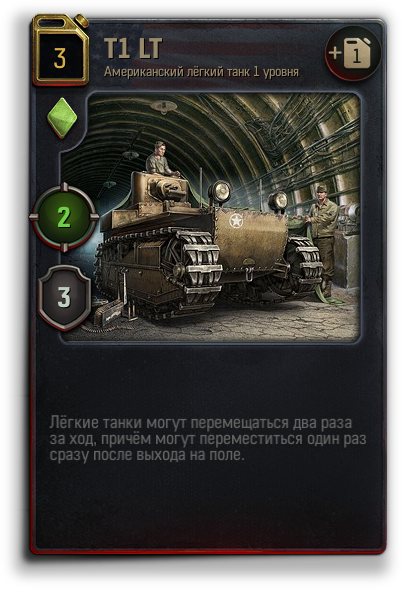 3
T1 LT
Американский лёгкий танк 1 уровня
+1
2
3
Лёгкие танки могут перемещаться два раза
за ход, причём могут переместиться один раз
сразу после выхода на поле.